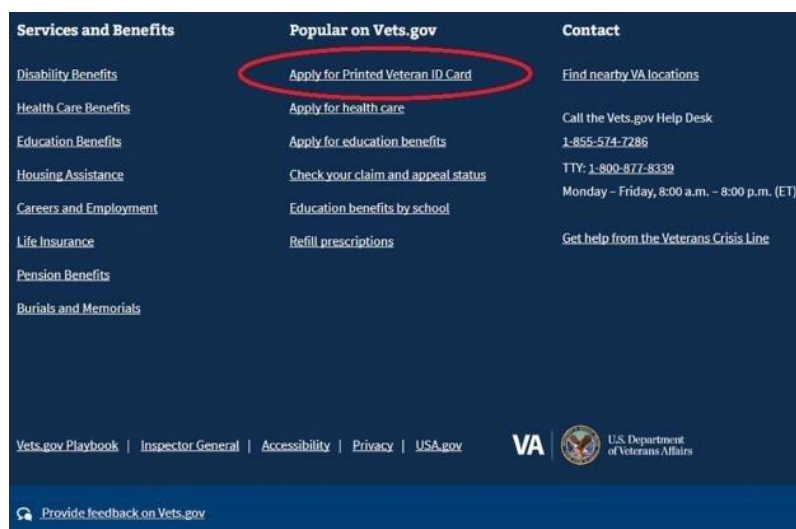 Services and Benefits
Disability Benefits
Health Care Benefits
Education Benefits
Housing Assistance
Careers and Employment
Life Insurance
Pension Benefits
Burials and Memorials
Popular on Vets.gov
Apply for Printed Veteran ID Card
Apply for health care
Apply for education benefits
Check your claim and appeal status
Education benefits by school
Refill prescriptions
Contact
Find nearby VA locations
Call the Vets.gov Help Desk
1-855-574-7286
TTY: 1-800-877-8339
Monday – Friday, 8:00 a.m. – 8:00 p.m. (ET)
Get help from the Veterans Crisis Line
Vets.gov Playbook | Inspector General | Accessibility | Privacy | USA.gov
VA
U.S. Department
of Veterans Affairs
Provide feedback on Vets.gov